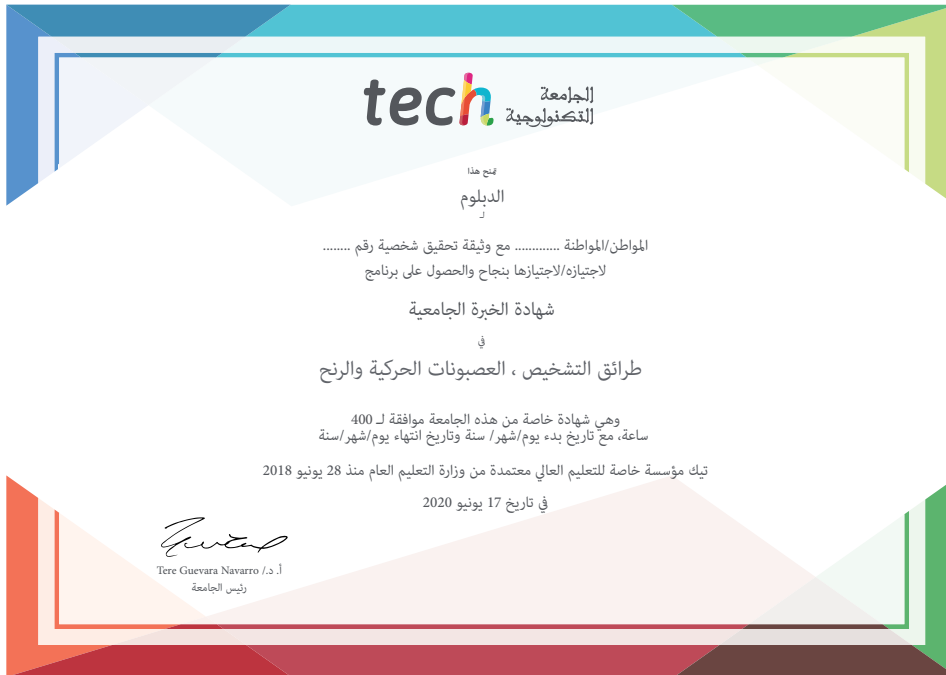 tech الجامعة
التكنولوجية
يمنح هذا
الدبلوم
لـ
المواطن/المواطنة ............ مع وثيقة تحقيق شخصية رقم ........
لاجتيازه/لاجتيازها بنجاح والحصول على برنامج
شهادة الخبرة الجامعية
في
طرائق التشخيص ، العصبونات الحركية والرنح
وهي شهادة خاصة من هذه الجامعة موافقة لـ 400
ساعة، مع تاريخ بدء يوم/شهر/ سنة وتاريخ انتهاء يوم/شهر/سنة
تيك مؤسسة خاصة للتعليم العالي معتمدة من وزارة التعليم العام منذ 28 يونيو 2018
في تاريخ 17 يونيو 2020
أ. د./ Tere Guevara Navarro
رئيس الجامعة